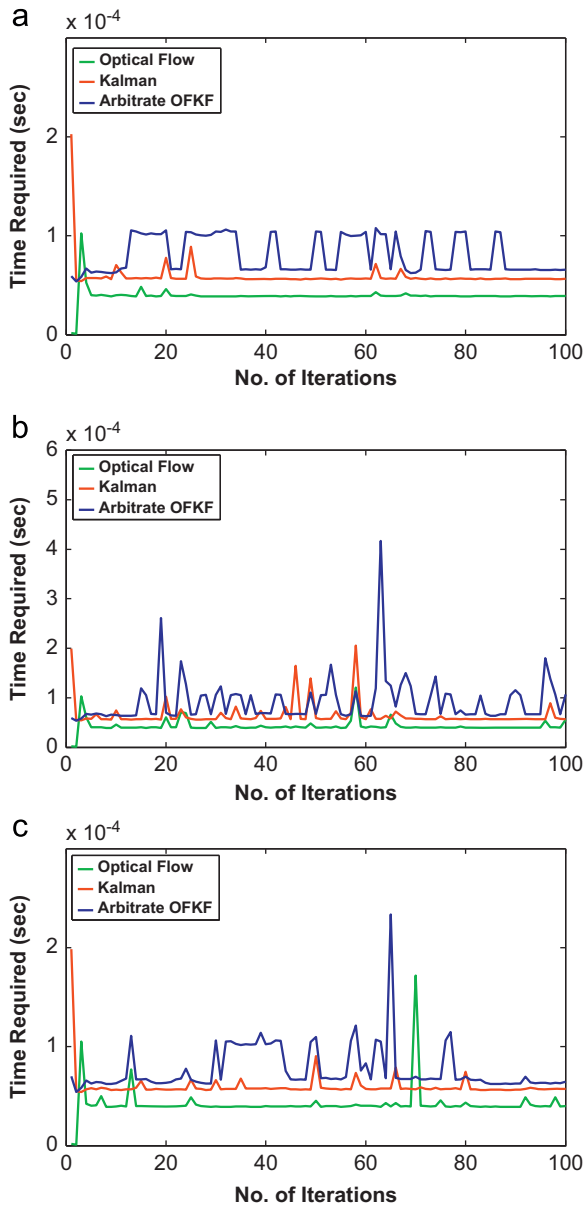 a
x 10⁻⁴
Optical Flow
Kalman
Arbitrate OFKF
Time Required (sec)
2
1
0
0 20 40 60 80 100
No. of Iterations
b
x 10⁻⁴
Optical Flow
Kalman
Arbitrate OFKF
Time Required (sec)
6
5
4
3
2
1
0
0 20 40 60 80 100
No. of Iterations
c
x 10⁻⁴
Optical Flow
Kalman
Arbitrate OFKF
Time Required (sec)
2
1
0
0 20 40 60 80 100
No. of Iterations